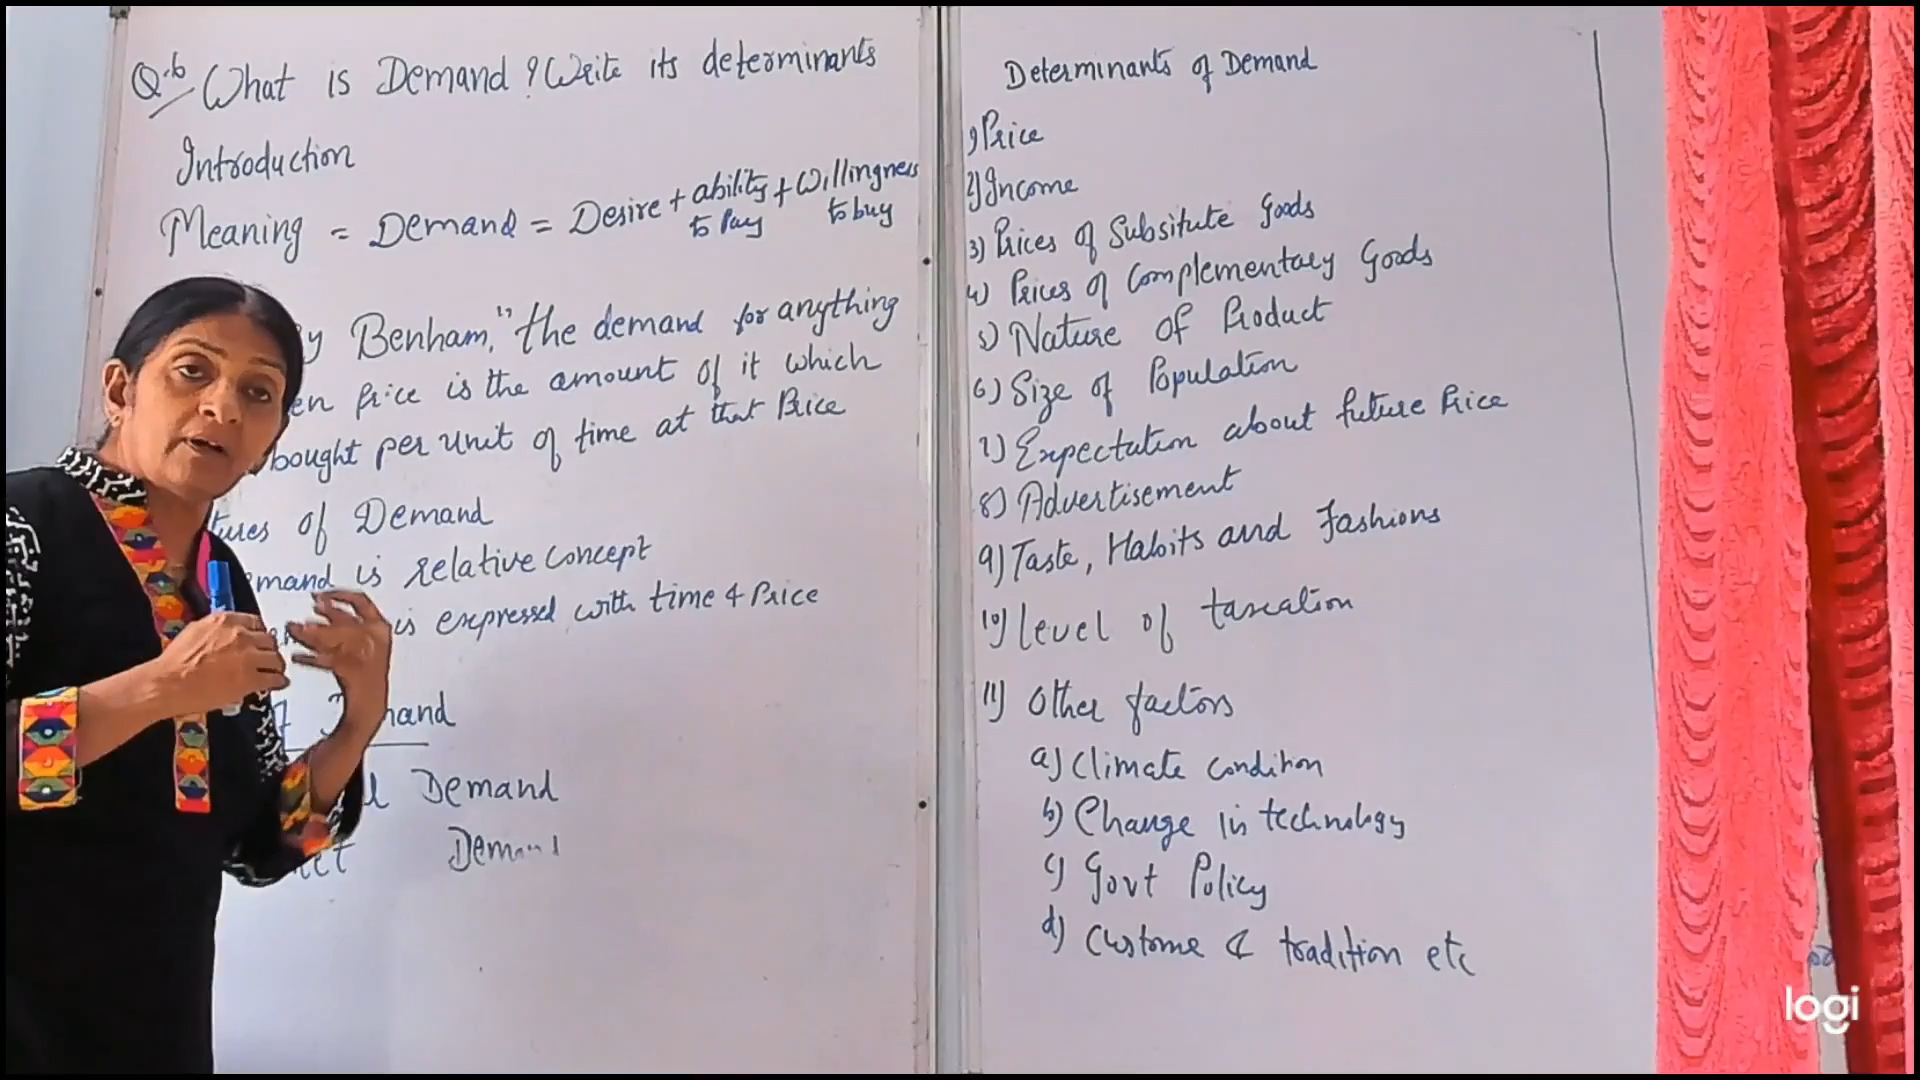 Q.6 What is Demand? Write its determinants
Introduction
Meaning = Demand = Desire + ability + Willingness
to Pay to buy
y Benham, "the demand for anything
en price is the amount of it which
bought per unit of time at that Price
tures of Demand
emand is relative concept
is expressed with time & Price
mand
l Demand
ket Demand
Determinants of Demand
1) Price
2) Income
3) Prices of Subsitute Goods
4) Prices of Complementary Goods
5) Nature of Product
6) Size of Population
7) Expectation about future Price
8) Advertisement
9) Taste, Habits and Fashions
10) Level of taxation
11) Other factors
a) Climate condition
b) Change in technology
c) Govt Policy
d) Custome & tradition etc
logi